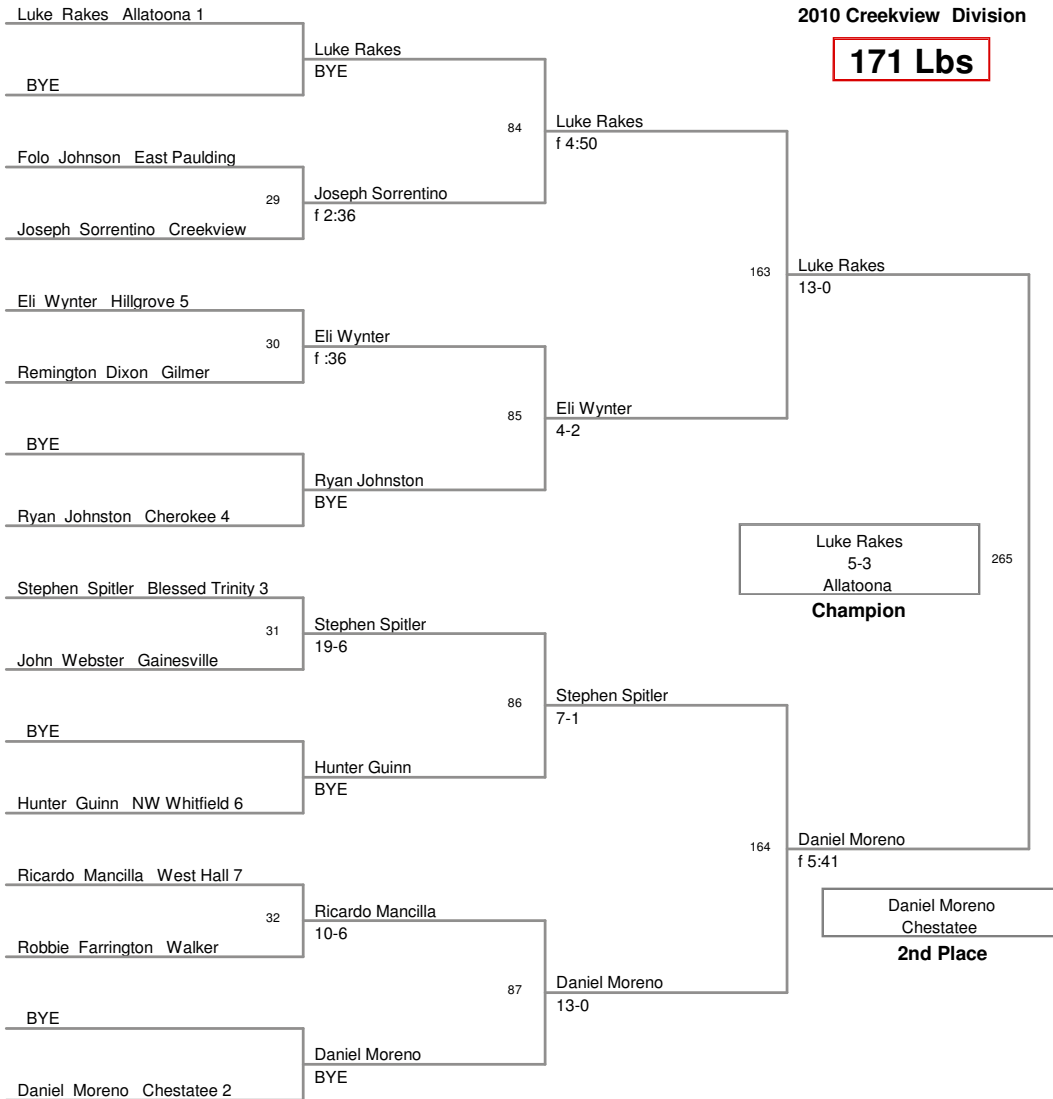 2010 Creekview Division
171 Lbs
Luke Rakes Allatoona 1
BYE
Folo Johnson East Paulding
29
Joseph Sorrentino Creekview
Eli Wynter Hillgrove 5
30
Remington Dixon Gilmer
BYE
Ryan Johnston Cherokee 4
Stephen Spitler Blessed Trinity 3
31
John Webster Gainesville
BYE
Hunter Guinn NW Whitfield 6
Ricardo Mancilla West Hall 7
32
Robbie Farrington Walker
BYE
Daniel Moreno Chestatee 2
Luke Rakes
BYE
84
Joseph Sorrentino
f 2:36
Eli Wynter
f :36
85
Ryan Johnston
BYE
Stephen Spitler
19-6
86
Hunter Guinn
BYE
Ricardo Mancilla
10-6
87
Daniel Moreno
BYE
Luke Rakes
f 4:50
163
Eli Wynter
4-2
Stephen Spitler
7-1
164
Daniel Moreno
13-0
Luke Rakes
13-0
Daniel Moreno
f 5:41
265
Luke Rakes
5-3
Allatoona
Champion
Daniel Moreno
Chestatee
2nd Place